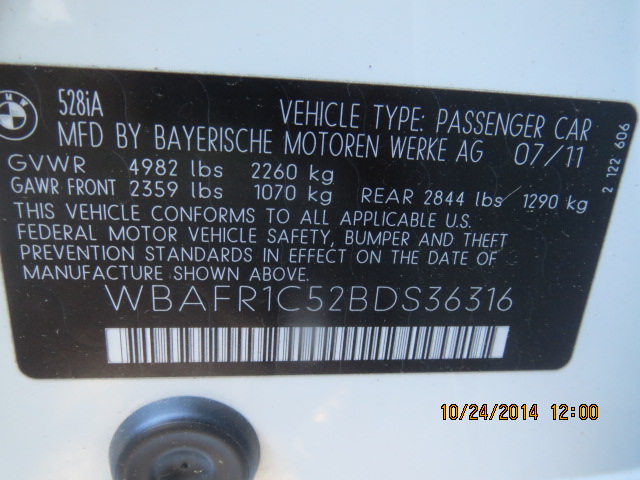 BMW
528iA
VEHICLE TYPE: PASSENGER CAR
MFD BY BAYERISCHE MOTOREN WERKE AG 07/11
GVWR 4982 lbs 2260 kg
GAWR FRONT 2359 lbs 1070 kg REAR 2844 lbs/ 1290 kg
THIS VEHICLE CONFORMS TO ALL APPLICABLE U.S.
FEDERAL MOTOR VEHICLE SAFETY, BUMPER AND THEFT
PREVENTION STANDARDS IN EFFECT ON THE DATE OF
MANUFACTURE SHOWN ABOVE.
WBAFR1C52BDS36316
2 122 606
10/24/2014 12:00